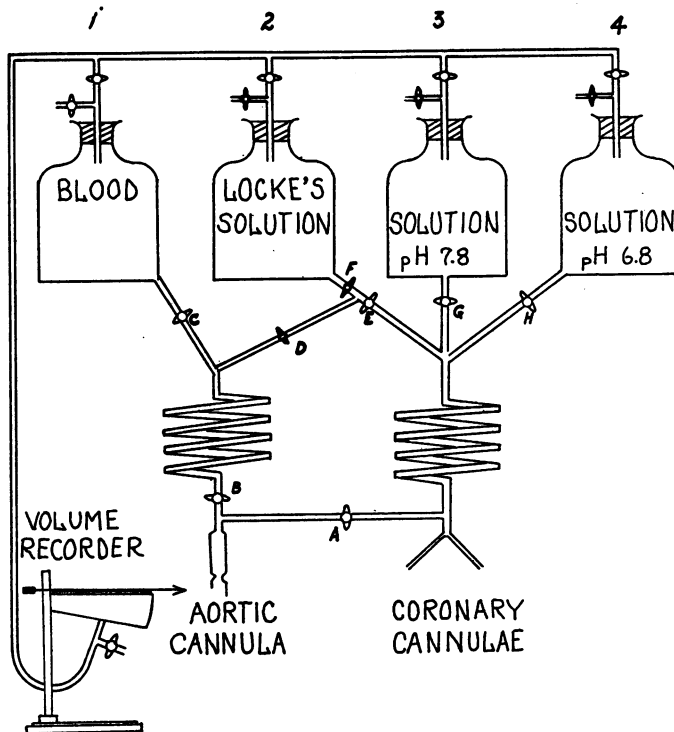 1 2 3 4
BLOOD
LOCKE'S
SOLUTION
SOLUTION
pH 7.8
SOLUTION
pH 6.8
F
C
E
G
H
D
B
A
VOLUME
RECORDER
AORTIC
CANNULA
CORONARY
CANNULAE